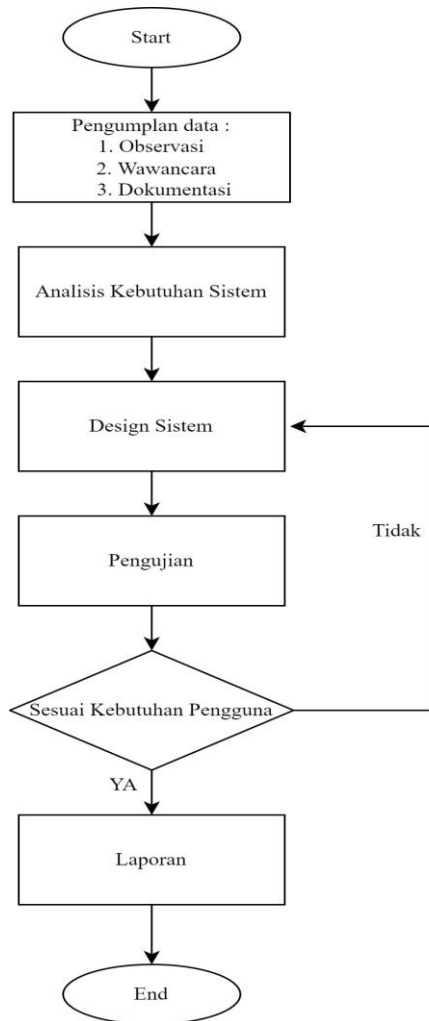 Start
Pengumplan data :
1. Observasi
2. Wawancara
3. Dokumentasi
Analisis Kebutuhan Sistem
Design Sistem
Pengujian
Tidak
Sesuai Kebutuhan Pengguna
YA
Laporan
End